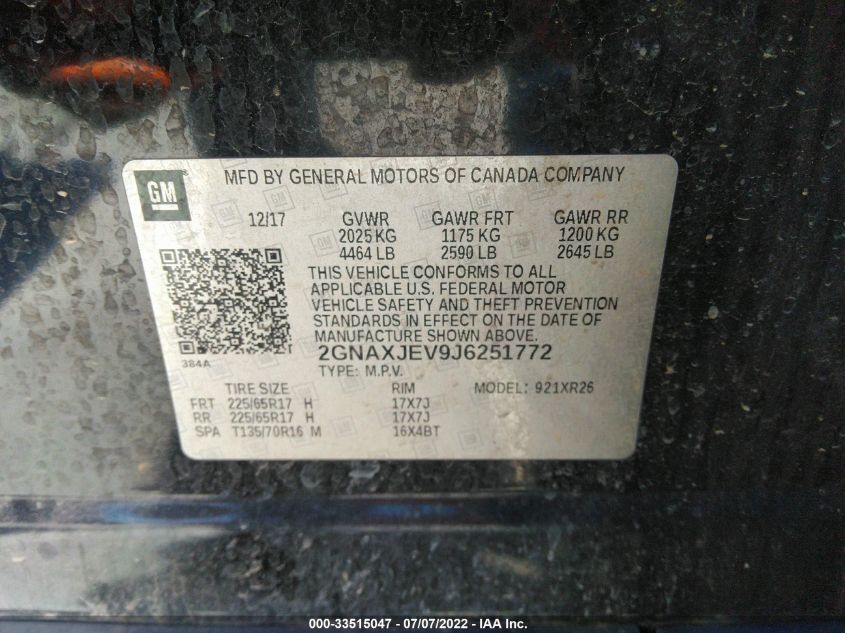 GM
MFD BY GENERAL MOTORS OF CANADA COMPANY
12/17 GVWR GAWR FRT GAWR RR
2025 KG 1175 KG 1200 KG
4464 LB 2590 LB 2645 LB
THIS VEHICLE CONFORMS TO ALL
APPLICABLE U.S. FEDERAL MOTOR
VEHICLE SAFETY AND THEFT PREVENTION
STANDARDS IN EFFECT ON THE DATE OF
MANUFACTURE SHOWN ABOVE.
384A
2GNAXJEV9J6251772
TYPE: M.P.V.
TIRE SIZE RIM MODEL: 921XR26
FRT 225/65R17 H 17X7J
RR 225/65R17 H 17X7J
SPA T135/70R16 M 16X4BT
000-33515047 - 07/07/2022 - IAA Inc.